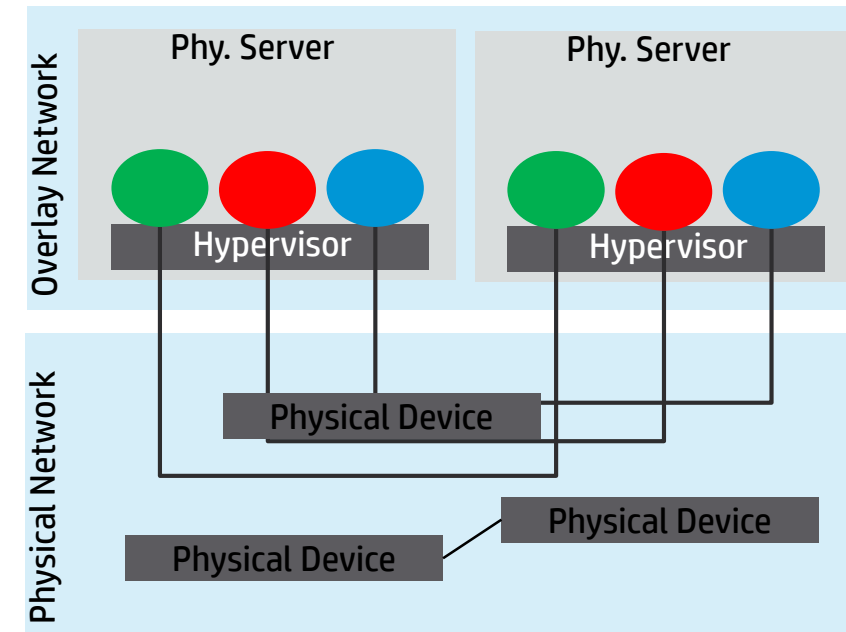 Overlay Network
Phy. Server
Phy. Server
Hypervisor
Hypervisor
Physical Network
Physical Device
Physical Device
Physical Device